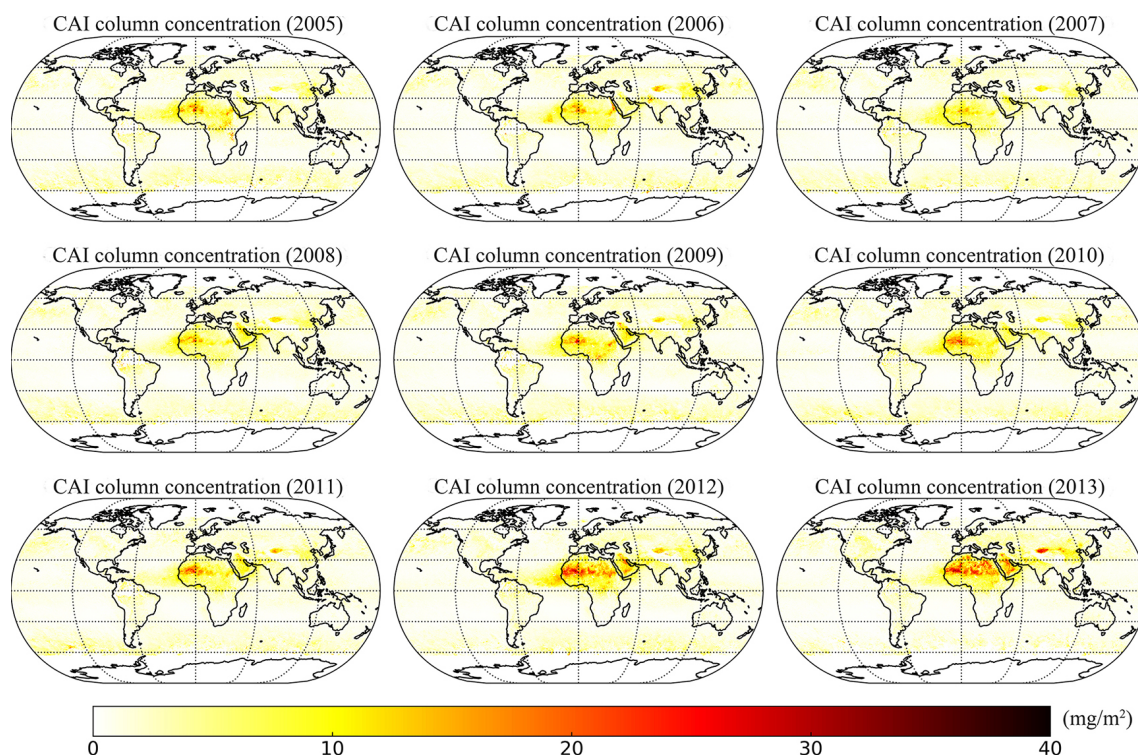 CAI column concentration (2005)
CAI column concentration (2006)
CAI column concentration (2007)
CAI column concentration (2008)
CAI column concentration (2009)
CAI column concentration (2010)
CAI column concentration (2011)
CAI column concentration (2012)
CAI column concentration (2013)
(mg/m²)
0 10 20 30 40